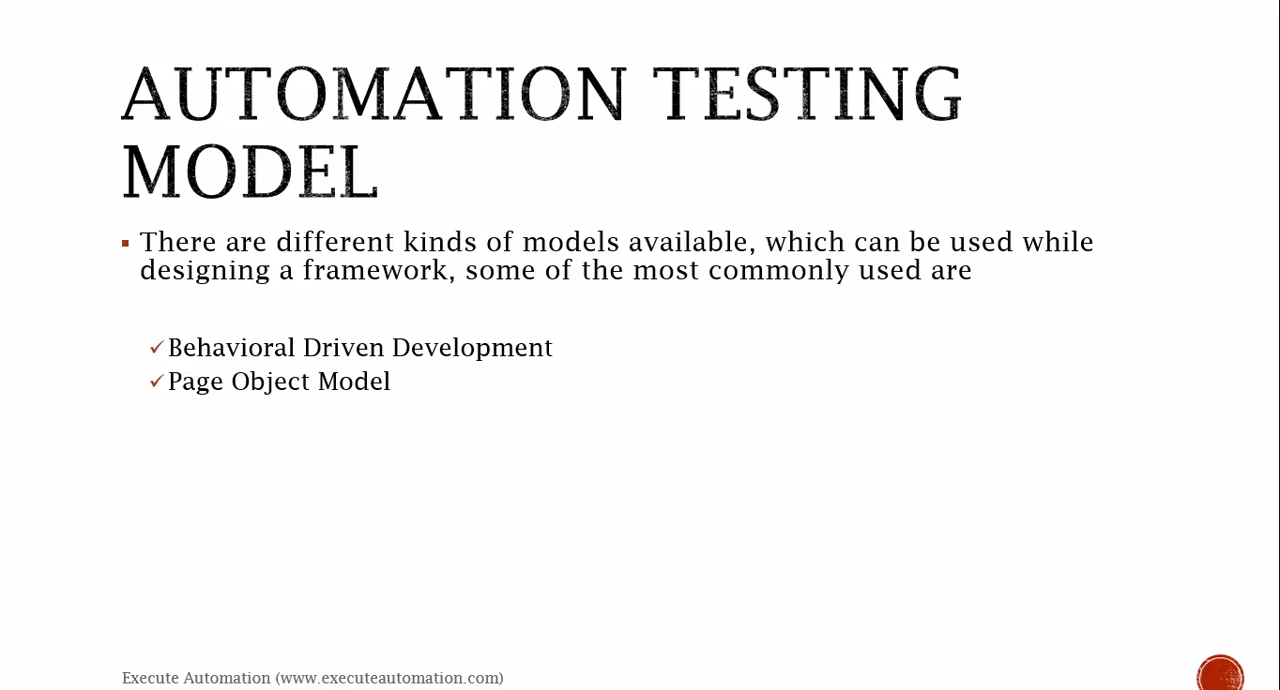 AUTOMATION TESTING
MODEL
▪ There are different kinds of models available, which can be used while
designing a framework, some of the most commonly used are
✓Behavioral Driven Development
✓Page Object Model
Execute Automation (www.executeautomation.com)